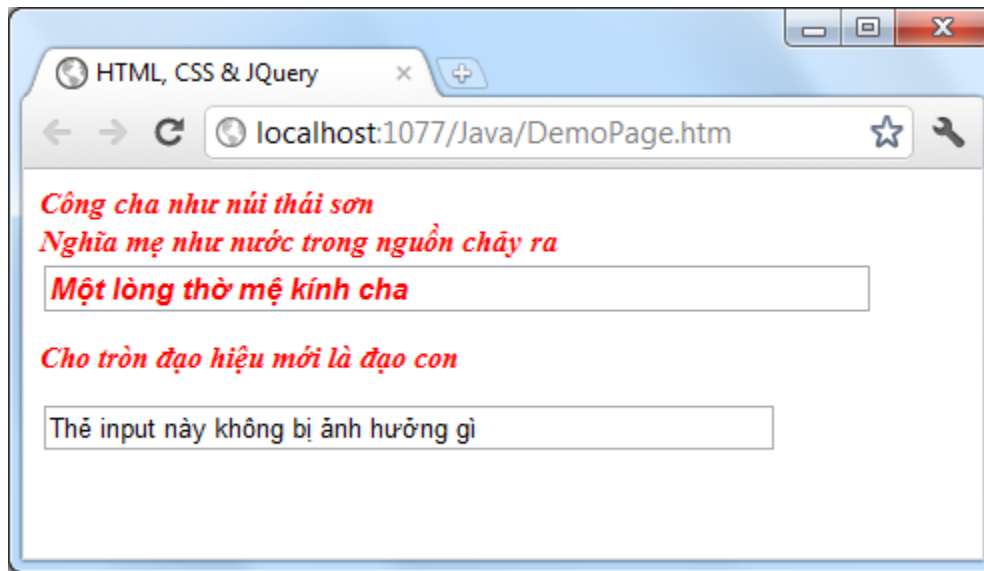 HTML, CSS & JQuery
localhost:1077/Java/DemoPage.htm
Công cha như núi thái sơn
Nghĩa mẹ như nước trong nguồn chảy ra
Một lòng thờ mệ kính cha
Cho tròn đạo hiệu mới là đạo con
Thẻ input này không bị ảnh hưởng gì